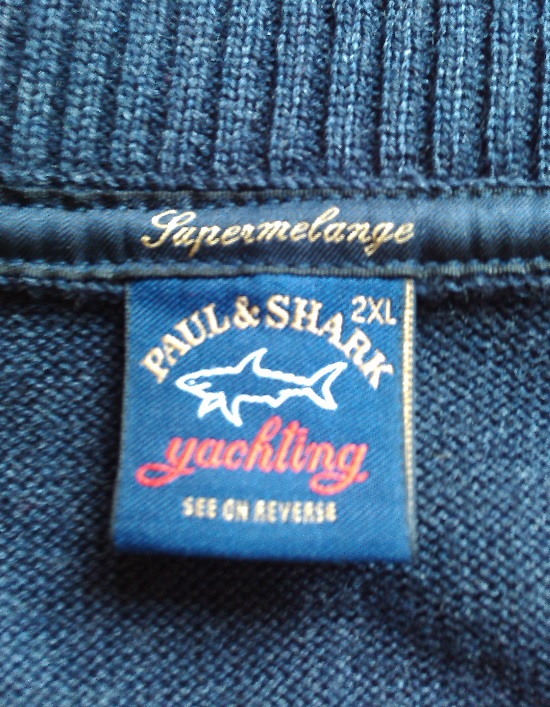 Supermelange
2XL
PAUL & SHARK
yachting
SEE ON REVERSE